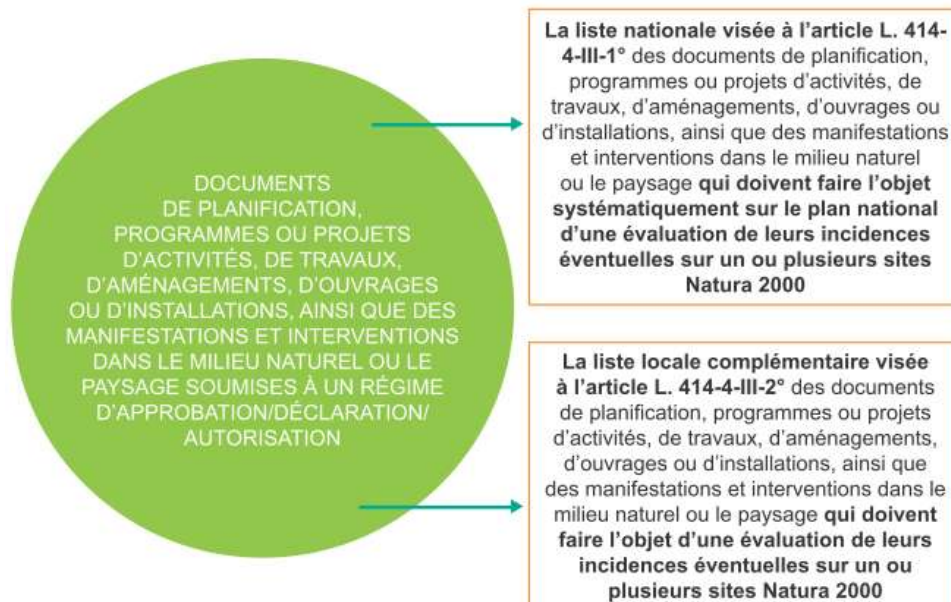 DOCUMENTS
DE PLANIFICATION,
PROGRAMMES OU PROJETS
D'ACTIVITÉS, DE TRAVAUX,
D'AMÉNAGEMENTS, D'OUVRAGES
OU D'INSTALLATIONS, AINSI QUE DES
MANIFESTATIONS ET INTERVENTIONS
DANS LE MILIEU NATUREL OU LE
PAYSAGE SOUMISES À UN RÉGIME
D'APPROBATION/DÉCLARATION/
AUTORISATION
La liste nationale visée à l'article L. 414-
4-III-1° des documents de planification,
programmes ou projets d'activités, de
travaux, d'aménagements, d'ouvrages ou
d'installations, ainsi que des manifestations
et interventions dans le milieu naturel
ou le paysage qui doivent faire l'objet
systématiquement sur le plan national
d'une évaluation de leurs incidences
éventuelles sur un ou plusieurs sites
Natura 2000
La liste locale complémentaire visée
à l'article L. 414-4-III-2° des documents
de planification, programmes ou projets
d'activités, de travaux, d'aménagements,
d'ouvrages ou d'installations, ainsi que
des manifestations et interventions dans le
milieu naturel ou le paysage qui doivent
faire l'objet d'une évaluation de leurs
incidences éventuelles sur un ou
plusieurs sites Natura 2000